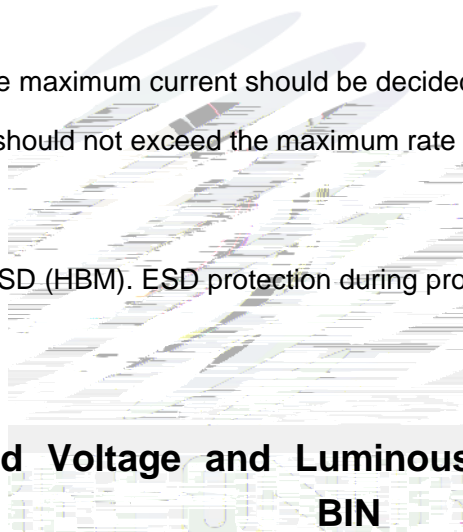 e maximum current should be decided
should not exceed the maximum rate
SD (HBM). ESD protection during pro
d Voltage and Luminous
BIN